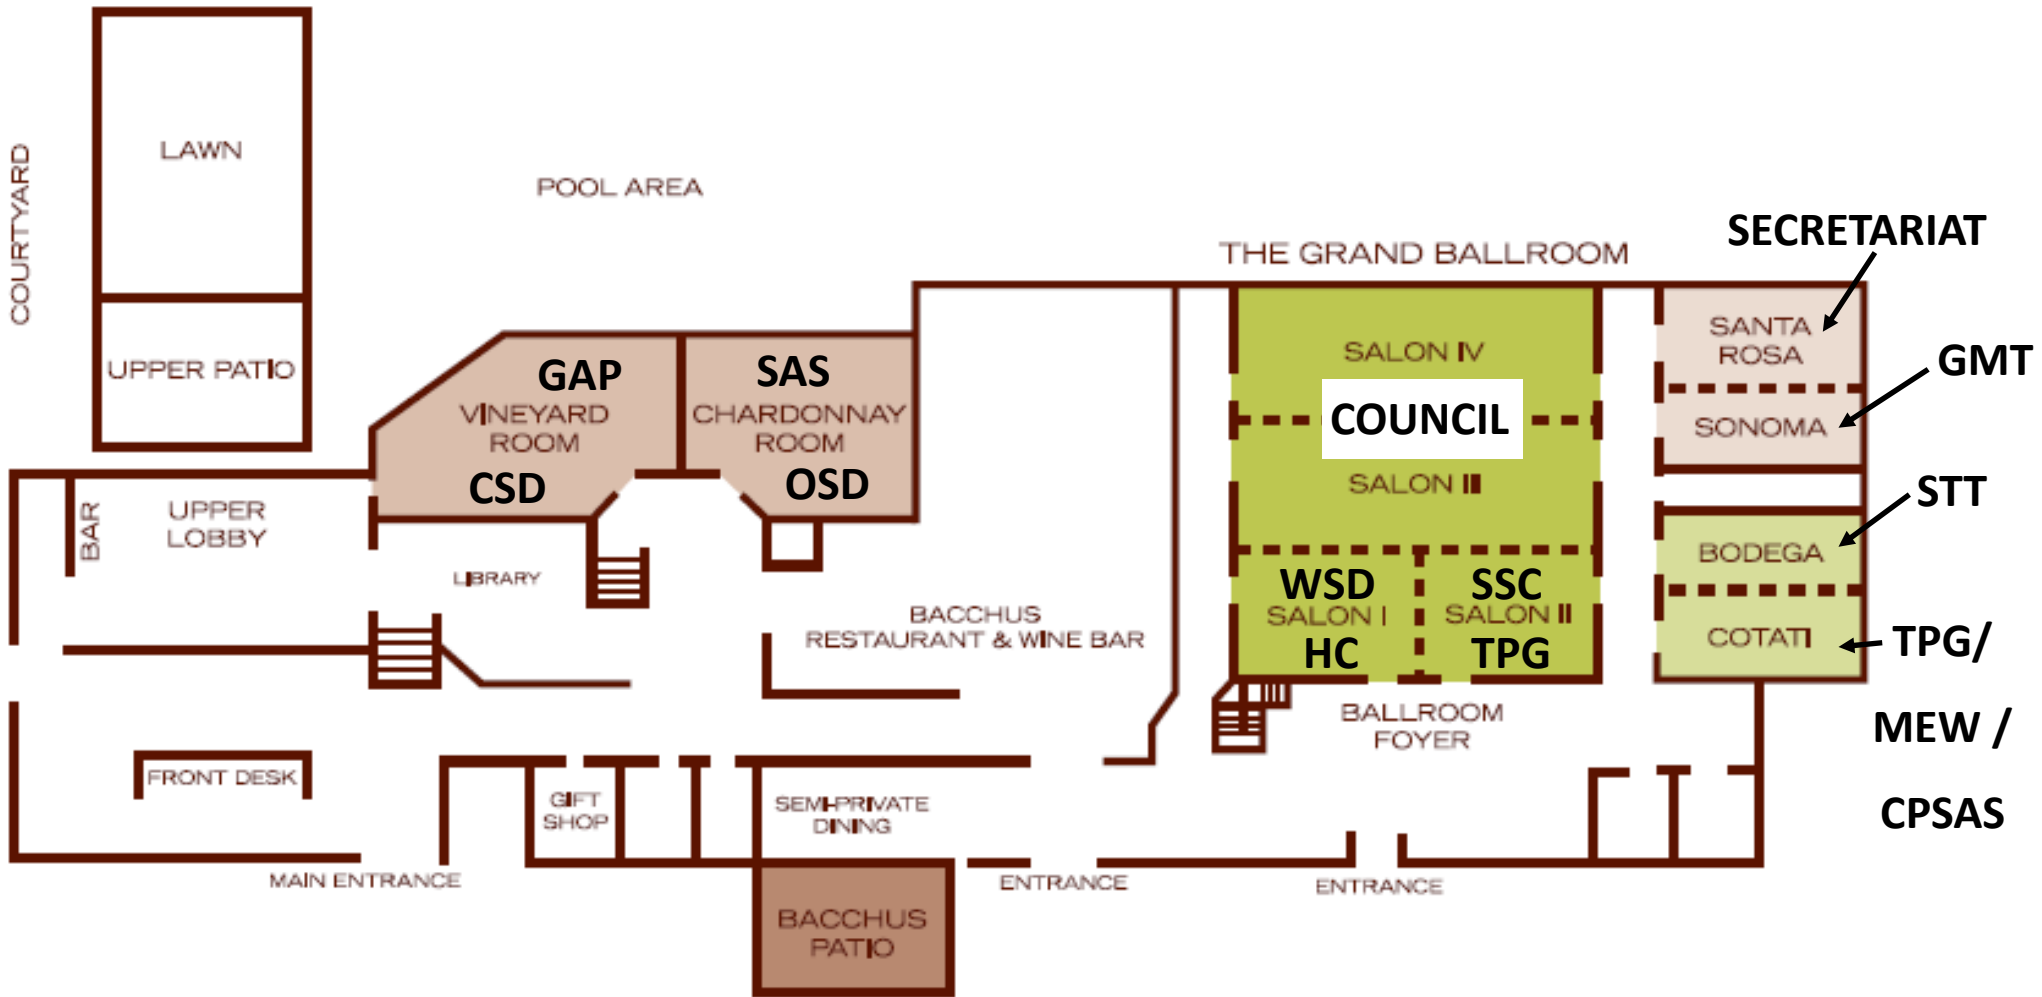 COURTYARD
LAWN
UPPER PATIO
POOL AREA
THE GRAND BALLROOM
SECRETARIAT
SANTA
ROSA
GMT
SONOMA
STT
BODEGA
COTATI
TPG/
MEW /
CPSAS
GAP
VINEYARD
ROOM
CSD
SAS
CHARDONNAY
ROOM
OSD
SALON IV
COUNCIL
SALON III
WSD
SALON I
HC
SSC
SALON II
TPG
BAR
UPPER
LOBBY
LIBRARY
BACCHUS
RESTAURANT & WINE BAR
BALLROOM
FOYER
FRONT DESK
GIFT
SHOP
SEMI-PRIVATE
DINING
MAIN ENTRANCE
ENTRANCE
ENTRANCE
BACCHUS
PATIO